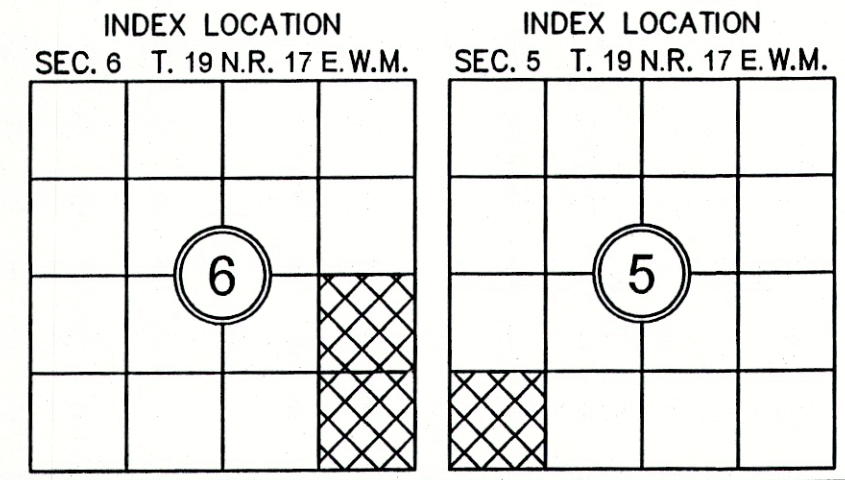 INDEX LOCATION
SEC. 6 T. 19 N.R. 17 E.W.M.
6
INDEX LOCATION
SEC. 5 T. 19 N.R. 17 E.W.M.
5